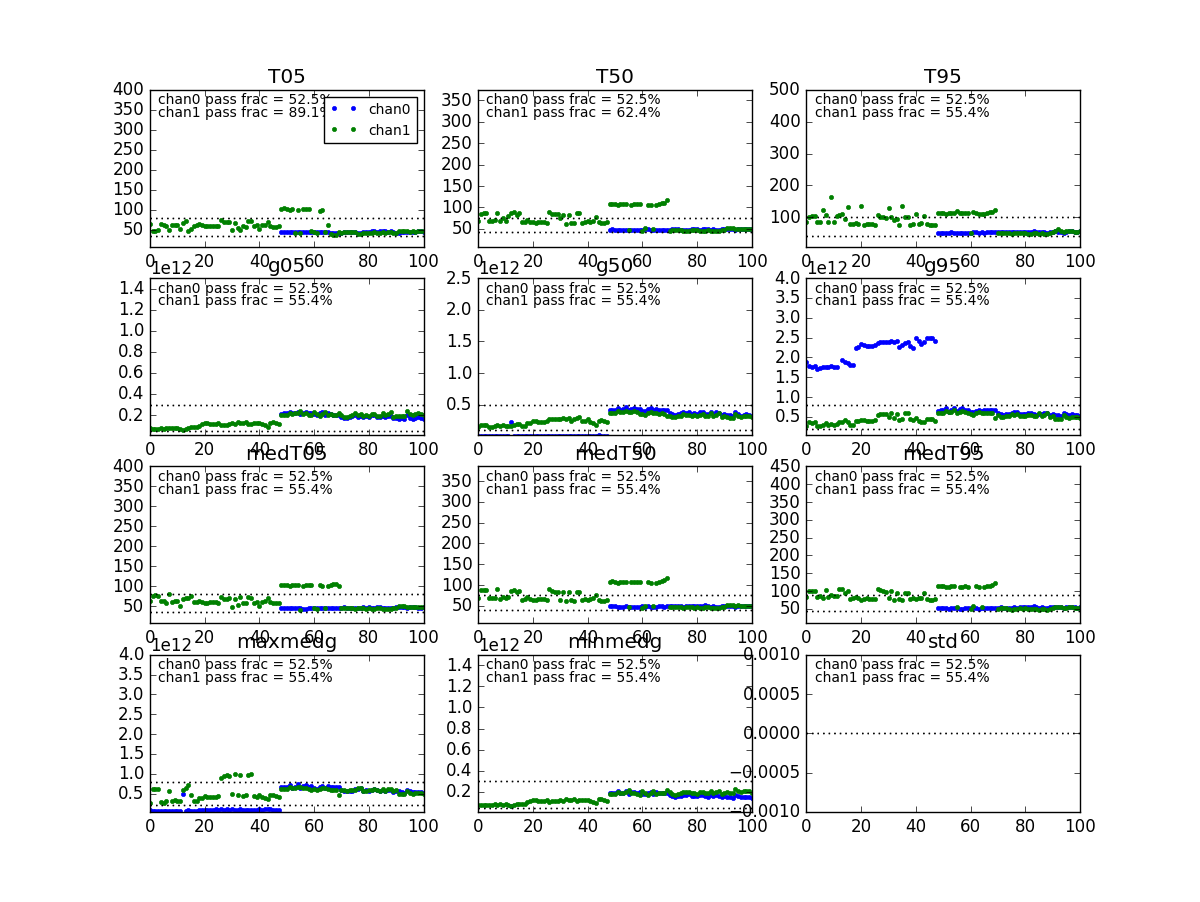 T05
T50
T95
400
350
300
250
200
150
100
50
chan0 pass frac = 52.5%
chan1 pass frac = 89.1%
chan0
chan1
0 20 40 60 80 100
350
300
250
200
150
100
50
chan0 pass frac = 52.5%
chan1 pass frac = 62.4%
0 20 40 60 80 100
500
400
300
200
100
chan0 pass frac = 52.5%
chan1 pass frac = 55.4%
0 20 40 60 80 100
1e12
g05
1e12
g50
1e12
g95
1.4
1.2
1.0
0.8
0.6
0.4
0.2
chan0 pass frac = 52.5%
chan1 pass frac = 55.4%
0 20 40 60 80 100
2.5
2.0
1.5
1.0
0.5
chan0 pass frac = 52.5%
chan1 pass frac = 55.4%
0 20 40 60 80 100
4.0
3.5
3.0
2.5
2.0
1.5
1.0
0.5
chan0 pass frac = 52.5%
chan1 pass frac = 55.4%
0 20 40 60 80 100
medT05
medT50
medT95
400
350
300
250
200
150
100
50
chan0 pass frac = 52.5%
chan1 pass frac = 55.4%
0 20 40 60 80 100
350
300
250
200
150
100
50
chan0 pass frac = 52.5%
chan1 pass frac = 55.4%
0 20 40 60 80 100
450
400
350
300
250
200
150
100
50
chan0 pass frac = 52.5%
chan1 pass frac = 55.4%
0 20 40 60 80 100
1e12
maxmedg
1e12
minmedg
std
4.0
3.5
3.0
2.5
2.0
1.5
1.0
0.5
chan0 pass frac = 52.5%
chan1 pass frac = 55.4%
0 20 40 60 80 100
1.4
1.2
1.0
0.8
0.6
0.4
0.2
chan0 pass frac = 52.5%
chan1 pass frac = 55.4%
0 20 40 60 80 100
0.0010
0.0005
0.0000
−0.0005
−0.0010
chan0 pass frac = 52.5%
chan1 pass frac = 55.4%
0 20 40 60 80 100